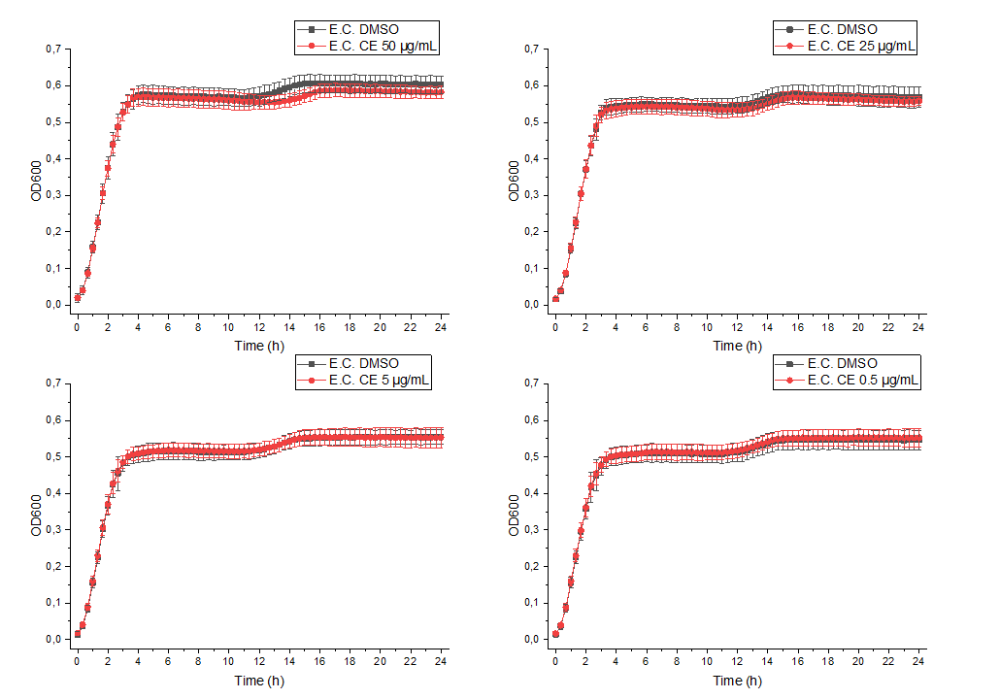 E.C. DMSO
E.C. CE 50 µg/mL
0,7
0,6
0,5
0,4
0,3
0,2
0,1
0,0
OD600
0 2 4 6 8 10 12 14 16 18 20 22 24
Time (h)
E.C. DMSO
E.C. CE 25 µg/mL
0,7
0,6
0,5
0,4
0,3
0,2
0,1
0,0
OD600
0 2 4 6 8 10 12 14 16 18 20 22 24
Time (h)
E.C. DMSO
E.C. CE 5 µg/mL
0,7
0,6
0,5
0,4
0,3
0,2
0,1
0,0
OD600
0 2 4 6 8 10 12 14 16 18 20 22 24
Time (h)
E.C. DMSO
E.C. CE 0.5 µg/mL
0,7
0,6
0,5
0,4
0,3
0,2
0,1
0,0
OD600
0 2 4 6 8 10 12 14 16 18 20 22 24
Time (h)